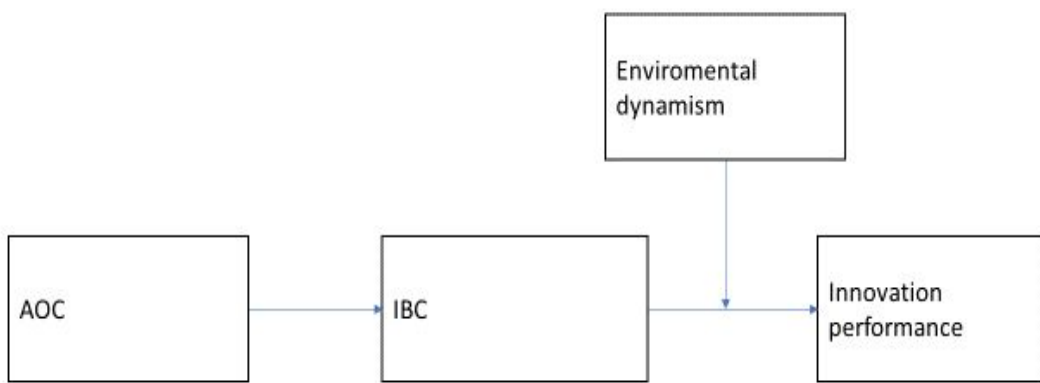 Enviromental
dynamism
AOC
IBC
Innovation
performance